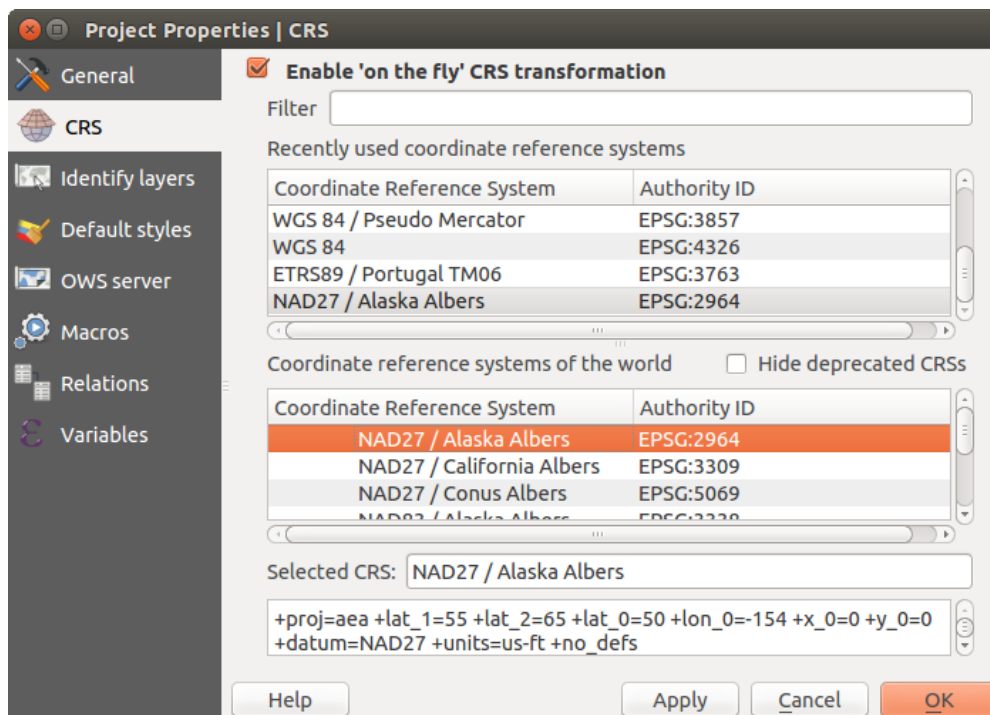 Project Properties | CRS
General
CRS
Identify layers
Default styles
OWS server
Macros
Relations
Variables
Enable 'on the fly' CRS transformation
Filter
Recently used coordinate reference systems
Coordinate Reference System Authority ID
WGS 84 / Pseudo Mercator EPSG:3857
WGS 84 EPSG:4326
ETRS89 / Portugal TM06 EPSG:3763
NAD27 / Alaska Albers EPSG:2964
Coordinate reference systems of the world Hide deprecated CRSs
Coordinate Reference System Authority ID
NAD27 / Alaska Albers EPSG:2964
NAD27 / California Albers EPSG:3309
NAD27 / Conus Albers EPSG:5069
NAD83 / Alaska Albers EPSG:3338
Selected CRS: NAD27 / Alaska Albers
+proj=aea +lat_1=55 +lat_2=65 +lat_0=50 +lon_0=-154 +x_0=0 +y_0=0
+datum=NAD27 +units=us-ft +no_defs
Help Apply Cancel OK